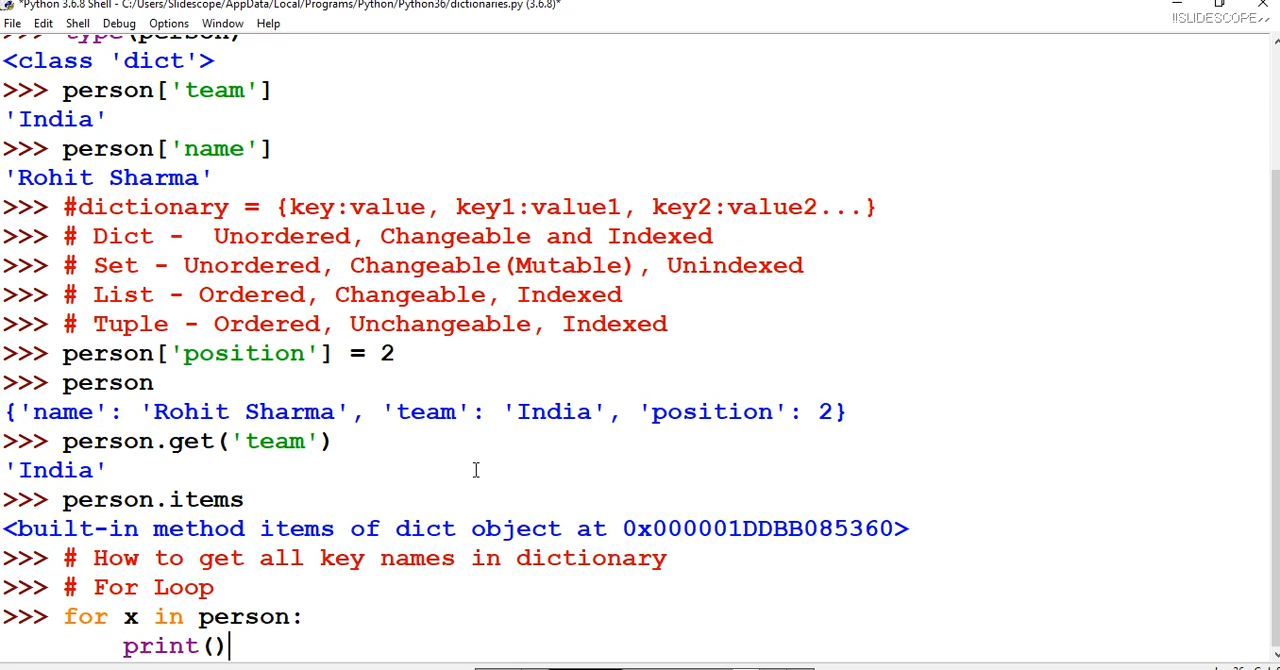 *Python 3.6.8 Shell - C:/Users/Slidescope/AppData/Local/Programs/Python/Python36/dictionaries.py (3.6.8)*
File Edit Shell Debug Options Window Help
!!SLIDESCOPE
>>> type(person)
<class 'dict'>
>>> person['team']
'India'
>>> person['name']
'Rohit Sharma'
>>> #dictionary = {key:value, key1:value1, key2:value2...}
>>> # Dict -  Unordered, Changeable and Indexed
>>> # Set - Unordered, Changeable(Mutable), Unindexed
>>> # List - Ordered, Changeable, Indexed
>>> # Tuple - Ordered, Unchangeable, Indexed
>>> person['position'] = 2
>>> person
{'name': 'Rohit Sharma', 'team': 'India', 'position': 2}
>>> person.get('team')
'India'
>>> person.items
<built-in method items of dict object at 0x000001DDBB085360>
>>> # How to get all key names in dictionary
>>> # For Loop
>>> for x in person:
        print()